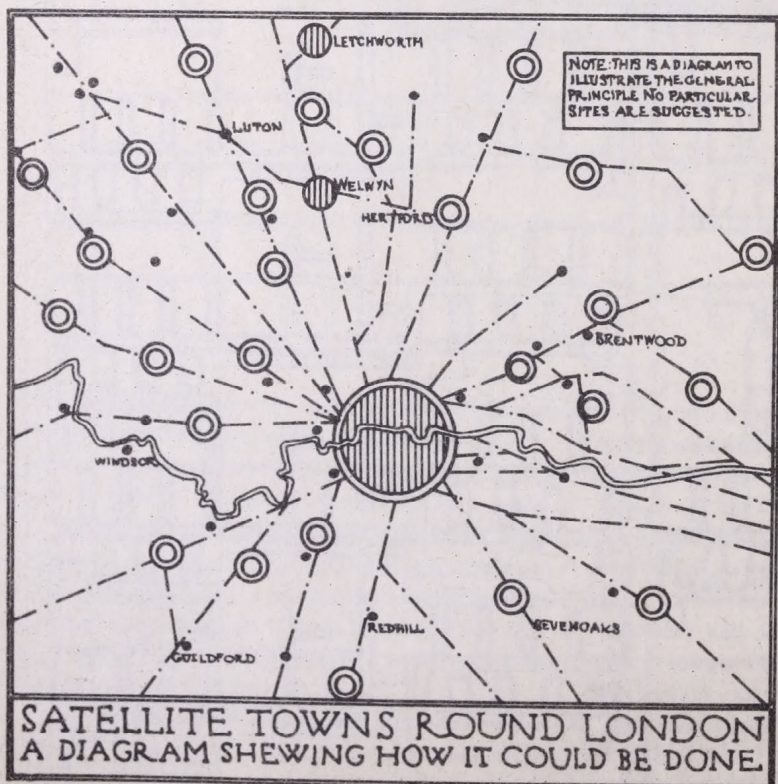 LETCHWORTH
NOTE: THIS IS A DIAGRAM TO
ILLUSTRATE THE GENERAL
PRINCIPLE NO PARTICULAR
SITES ARE SUGGESTED.
LUTON
WELWYN
HERTFORD
BRENTWOOD
WINDSOR
REDHILL
SEVENOAKS
GUILDFORD
SATELLITE TOWNS ROUND LONDON
A DIAGRAM SHEWING HOW IT COULD BE DONE.